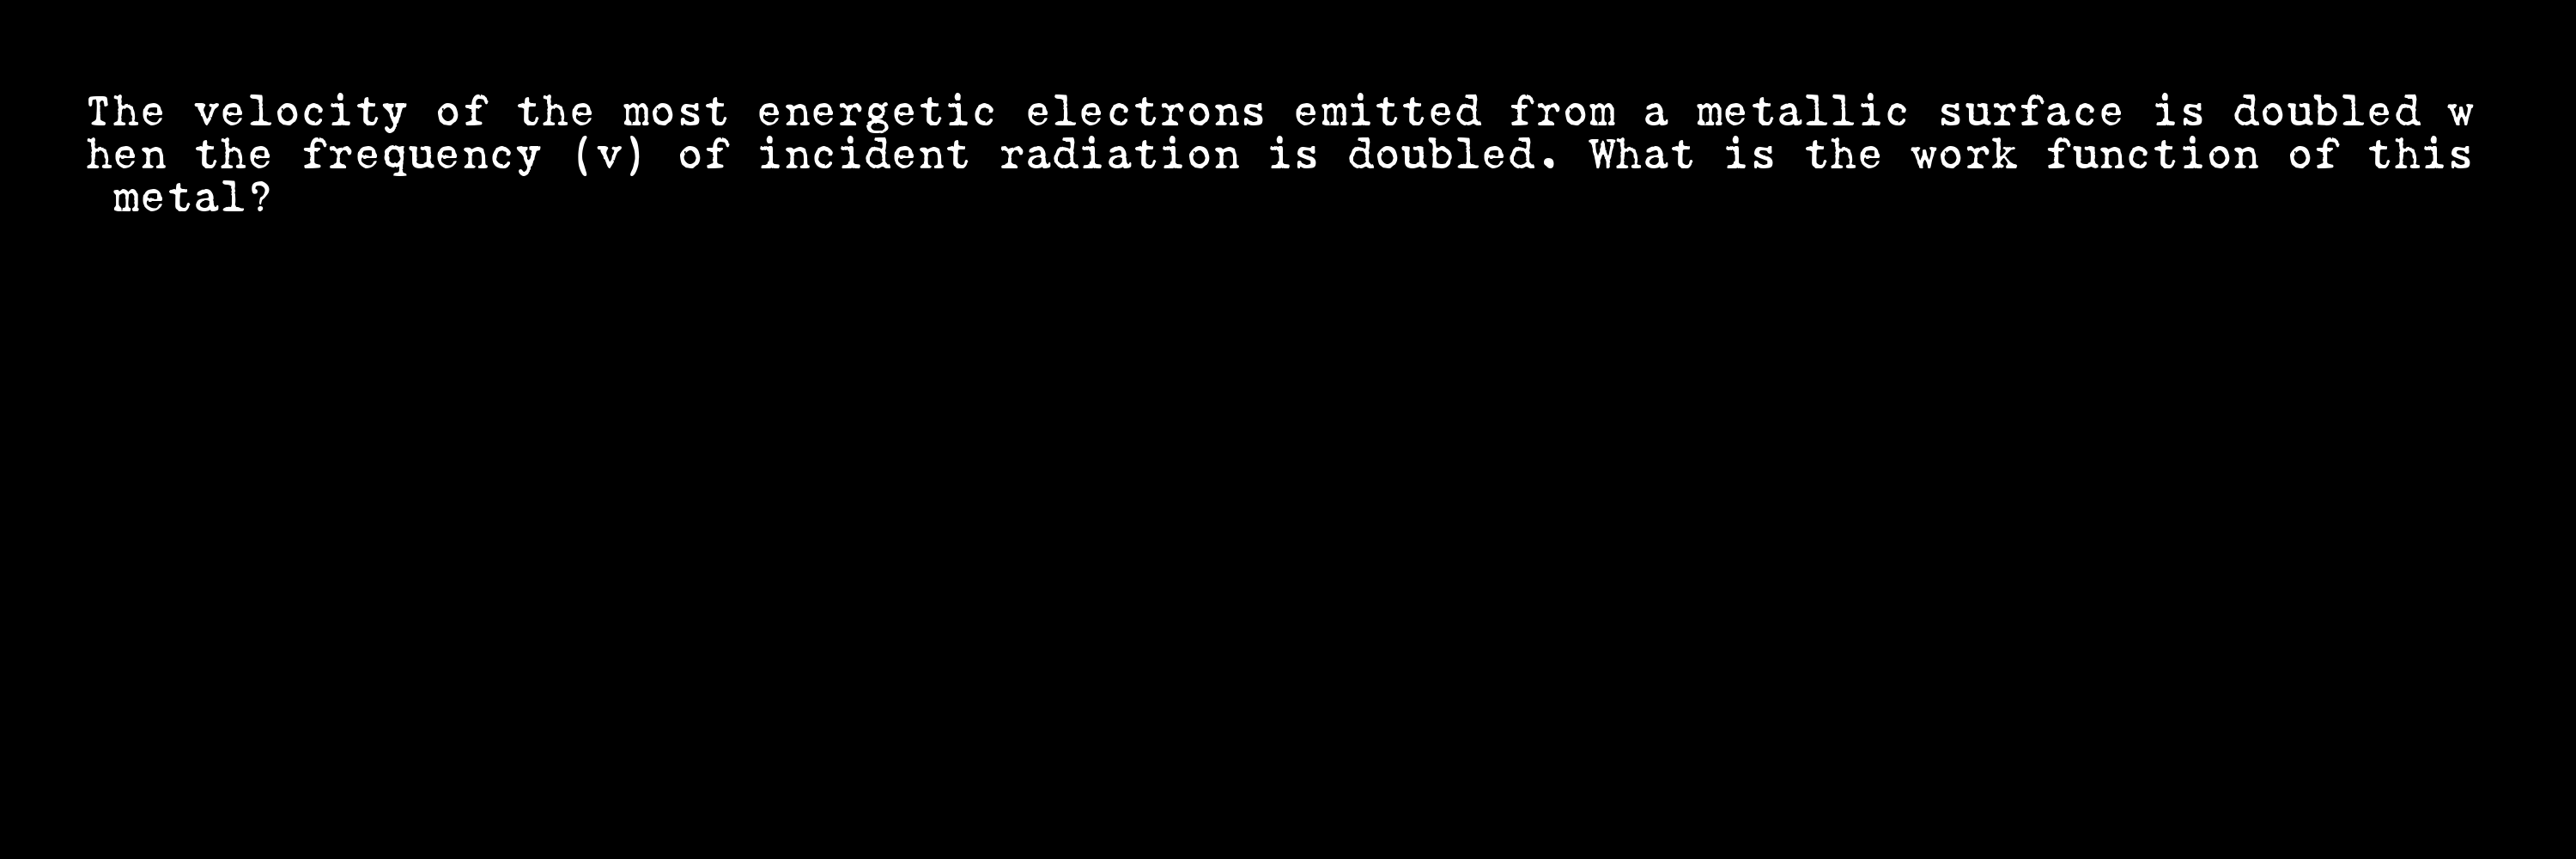 The velocity of the most energetic electrons emitted from a metallic surface is doubled w
hen the frequency (v) of incident radiation is doubled. What is the work function of this
 metal?